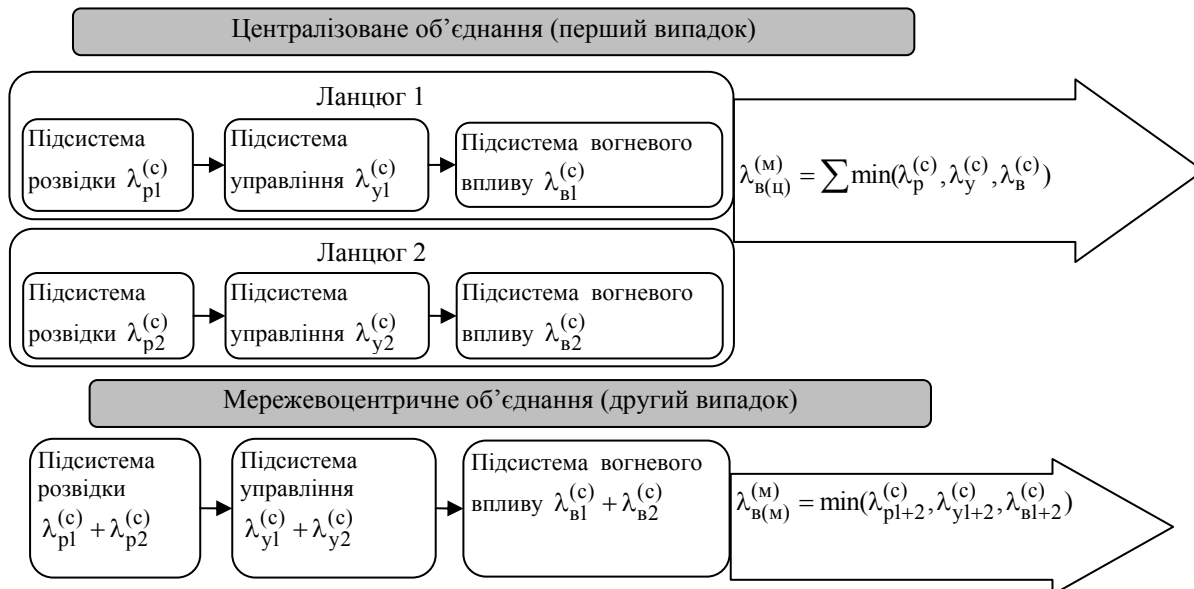 Централізоване об’єднання (перший випадок)
Ланцюг 1
Підсистема
розвідки λ_{р1}^{(с)}
Підсистема
управління λ_{у1}^{(с)}
Підсистема вогневого
впливу λ_{в1}^{(с)}
λ_{в(ц)}^{(м)} = ∑ min(λ_р^{(с)}, λ_у^{(с)}, λ_в^{(с)})
Ланцюг 2
Підсистема
розвідки λ_{р2}^{(с)}
Підсистема
управління λ_{у2}^{(с)}
Підсистема вогневого
впливу λ_{в2}^{(с)}
Мережевоцентричне об’єднання (другий випадок)
Підсистема
розвідки
λ_{р1}^{(с)} + λ_{р2}^{(с)}
Підсистема
управління
λ_{у1}^{(с)} + λ_{у2}^{(с)}
Підсистема вогневого
впливу λ_{в1}^{(с)} + λ_{в2}^{(с)}
λ_{в(м)}^{(м)} = min(λ_{р1+2}^{(с)}, λ_{у1+2}^{(с)}, λ_{в1+2}^{(с)})